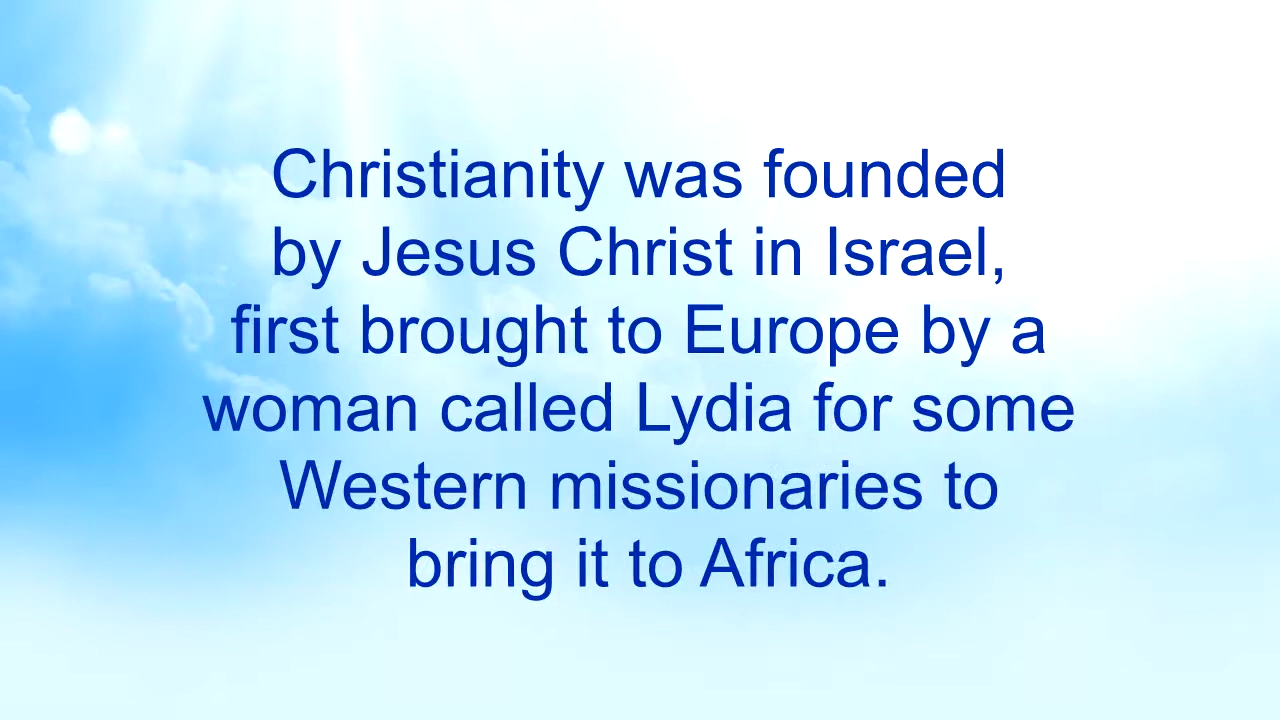 Christianity was founded
by Jesus Christ in Israel,
first brought to Europe by a
woman called Lydia for some
Western missionaries to
bring it to Africa.